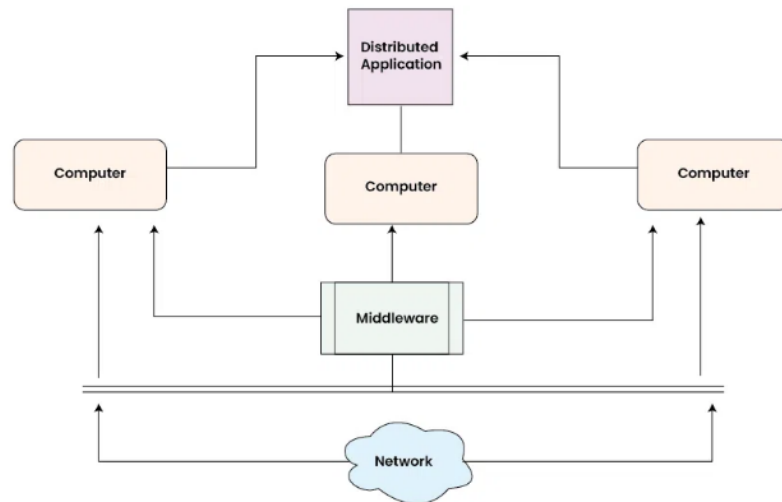 Distributed
Application
Computer
Computer
Computer
Middleware
Network